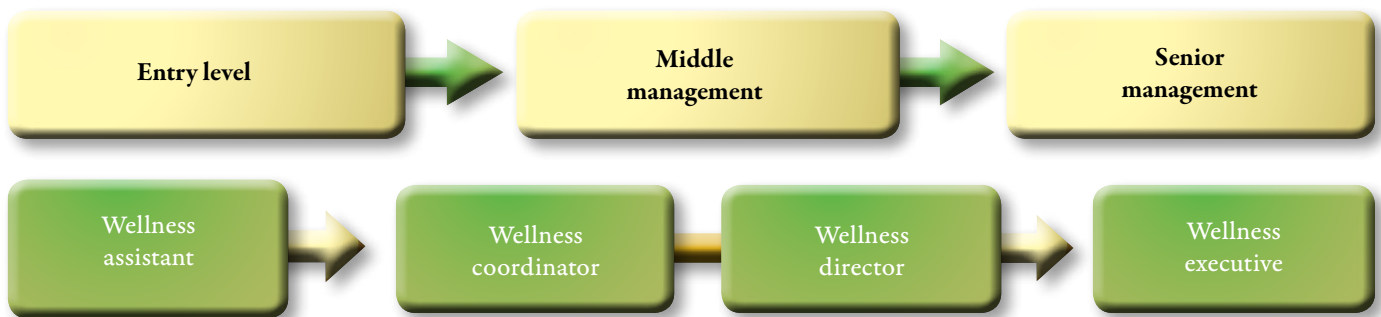 Entry level
Middle
management
Senior
management
Wellness
assistant
Wellness
coordinator
Wellness
director
Wellness
executive